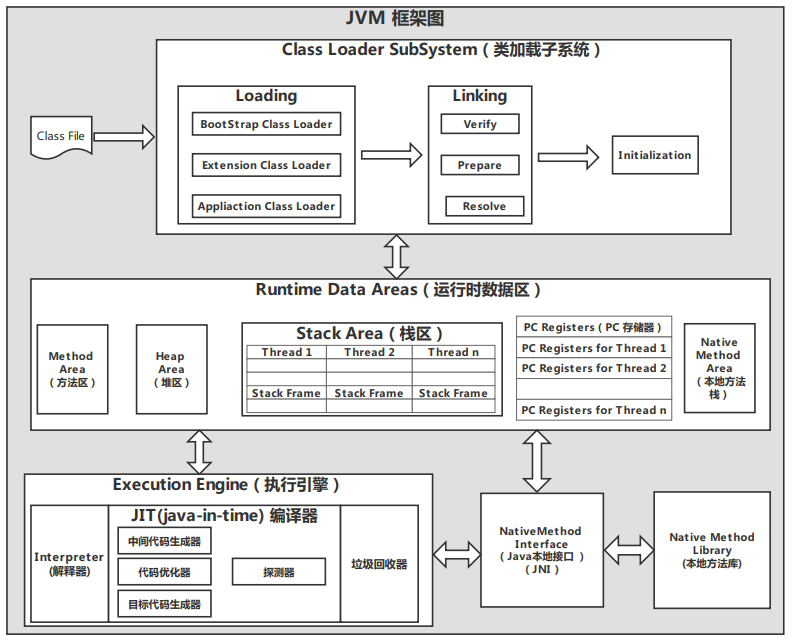 JVM 框架图
Class Loader SubSystem（类加载子系统）
Class File
Loading
BootStrap Class Loader
Extension Class Loader
Appliaction Class Loader
Linking
Verify
Prepare
Resolve
Initialization
Runtime Data Areas（运行时数据区）
Method
Area
（方法区）
Heap
Area
（堆区）
Stack Area（栈区）
Thread 1 Thread 2 Thread n
Stack Frame Stack Frame Stack Frame
PC Registers（PC 存储器）
PC Registers for Thread 1
PC Registers for Thread 2
PC Registers for Thread n
Native
Method
Area
（本地方法
栈）
Execution Engine（执行引擎）
Interpreter
(解释器)
JIT(java-in-time) 编译器
中间代码生成器
代码优化器
目标代码生成器
探测器
垃圾回收器
NativeMethod
Interface
（Java本地接口 ）
（JNI ）
Native Method
Library
(本地方法库)